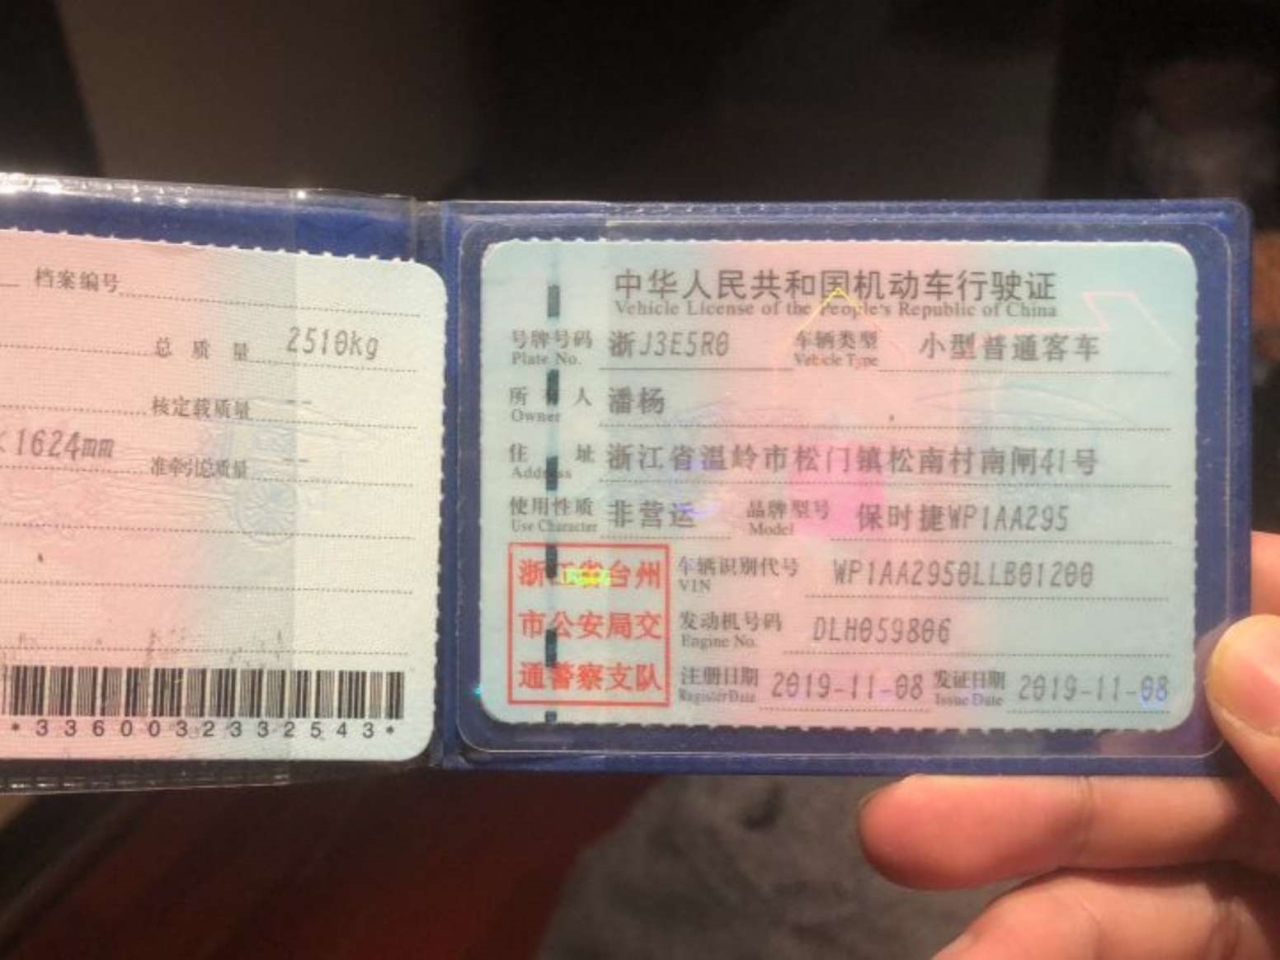 档案编号
总质量 2510kg
核定载质量 --
×1624mm 准牵引总质量 --
*3360032332543*
中华人民共和国机动车行驶证
Vehicle License of the People's Republic of China
号牌号码 浙J3E5R0 车辆类型 小型普通客车
Plate No. Vehicle Type
所有人 潘杨
Owner
住址 浙江省温岭市松门镇松南村南闸41号
Address
使用性质 非营运 品牌型号 保时捷WP1AA295
Use Character Model
浙江省台州
市公安局交
通警察支队
车辆识别代号 WP1AA2950LLB01200
VIN
发动机号码 DLH059806
Engine No.
注册日期 2019-11-08 发证日期 2019-11-08
Register Date Issue Date